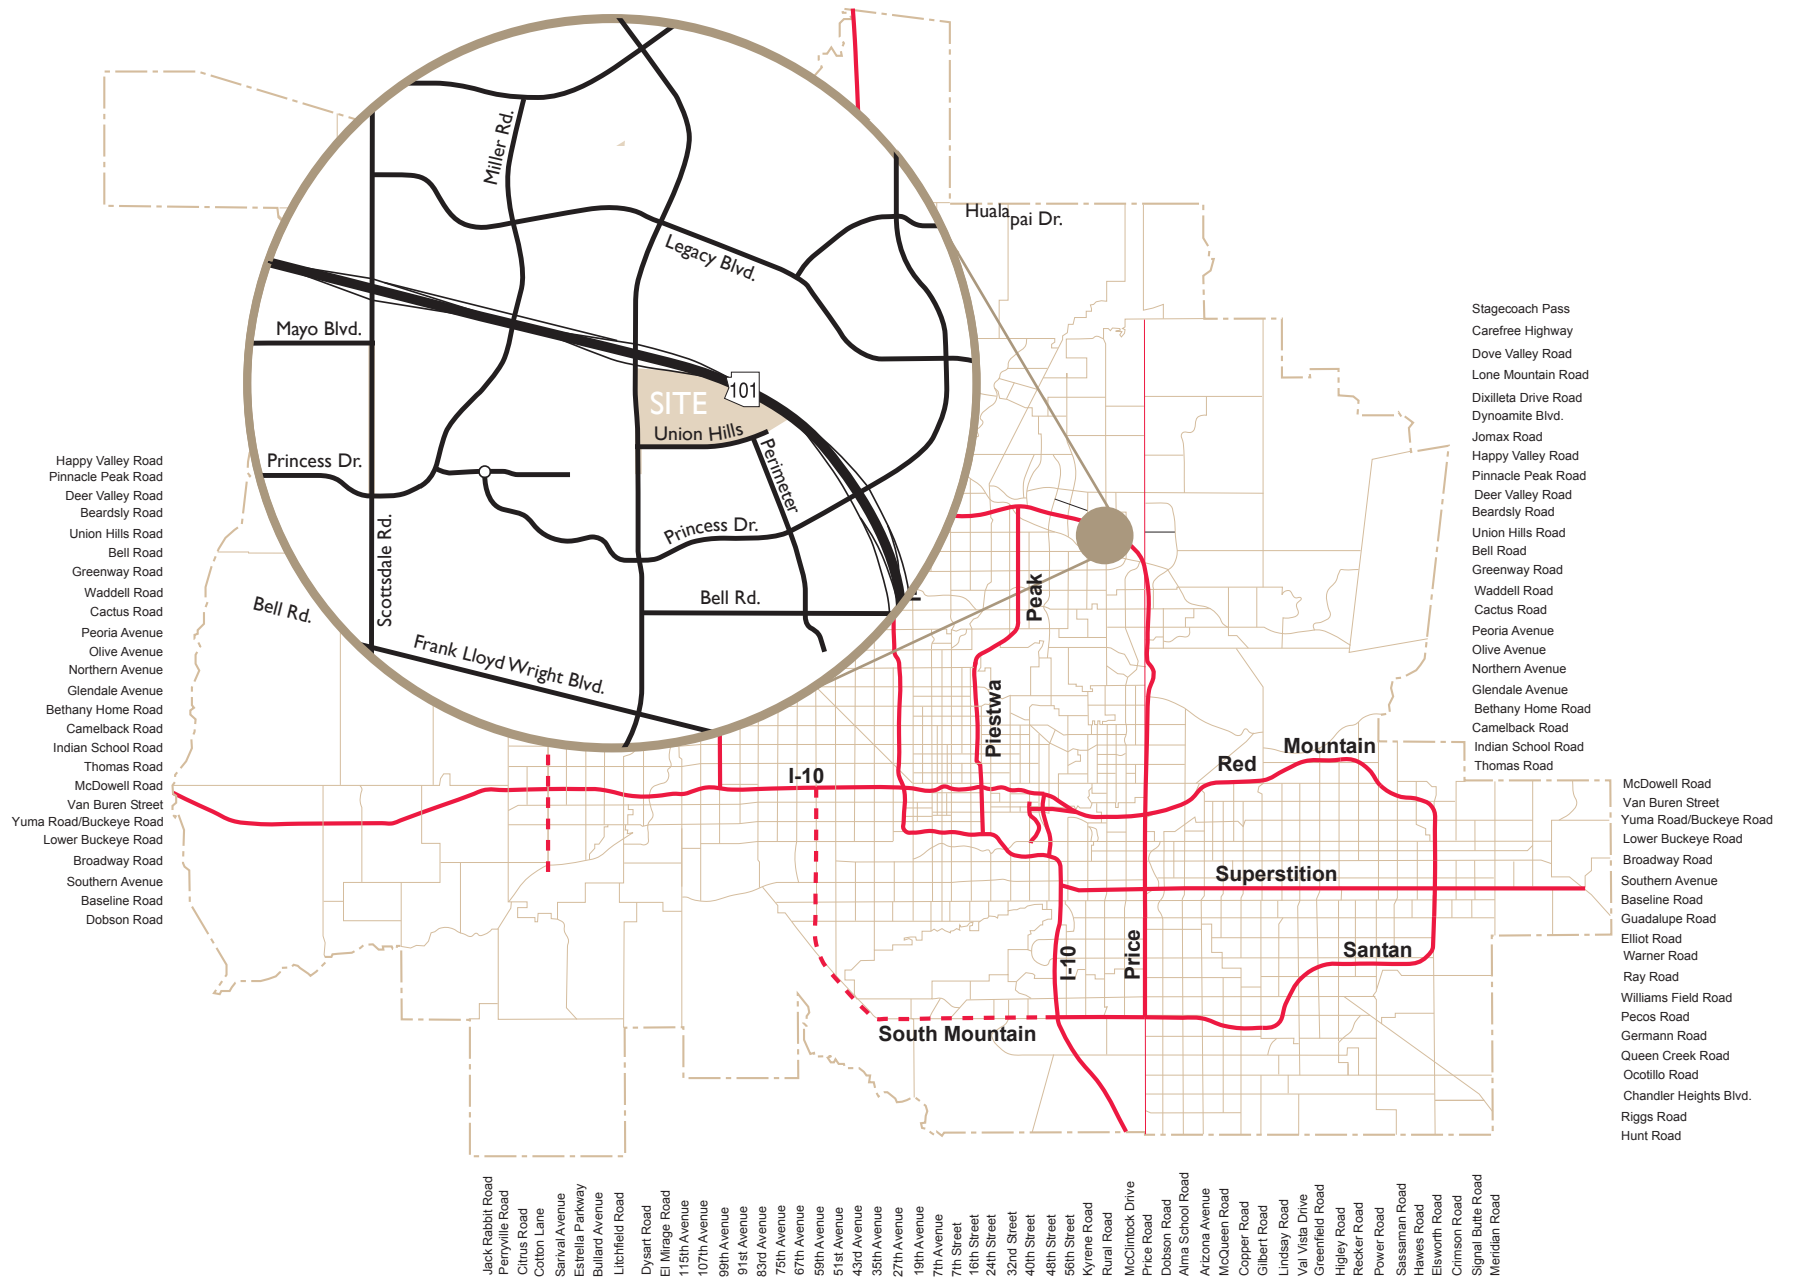 Miller Rd.
Legacy Blvd.
Hualapai Dr.
Mayo Blvd.
101
SITE
Union Hills
Perimeter
Princess Dr.
Princess Dr.
Scottsdale Rd.
Bell Rd.
Bell Rd.
Frank Lloyd Wright Blvd.
Happy Valley Road
Pinnacle Peak Road
Deer Valley Road
Beardsly Road
Union Hills Road
Bell Road
Greenway Road
Waddell Road
Cactus Road
Peoria Avenue
Olive Avenue
Northern Avenue
Glendale Avenue
Bethany Home Road
Camelback Road
Indian School Road
Thomas Road
McDowell Road
Van Buren Street
Yuma Road/Buckeye Road
Lower Buckeye Road
Broadway Road
Southern Avenue
Baseline Road
Dobson Road
Peak
Piestwa
I-10
Red
Mountain
Superstition
Santan
Price
I-10
South Mountain
Stagecoach Pass
Carefree Highway
Dove Valley Road
Lone Mountain Road
Dixilleta Drive Road
Dynoamite Blvd.
Jomax Road
Happy Valley Road
Pinnacle Peak Road
Deer Valley Road
Beardsly Road
Union Hills Road
Bell Road
Greenway Road
Waddell Road
Cactus Road
Peoria Avenue
Olive Avenue
Northern Avenue
Glendale Avenue
Bethany Home Road
Camelback Road
Indian School Road
Thomas Road
McDowell Road
Van Buren Street
Yuma Road/Buckeye Road
Lower Buckeye Road
Broadway Road
Southern Avenue
Baseline Road
Guadalupe Road
Elliot Road
Warner Road
Ray Road
Williams Field Road
Pecos Road
Germann Road
Queen Creek Road
Ocotillo Road
Chandler Heights Blvd.
Riggs Road
Hunt Road
Jack Rabbit Road
Perryville Road
Citrus Road
Cotton Lane
Sarival Avenue
Estrella Parkway
Bullard Avenue
Litchfield Road
Dysart Road
El Mirage Road
115th Avenue
107th Avenue
99th Avenue
91st Avenue
83rd Avenue
75th Avenue
67th Avenue
59th Avenue
51st Avenue
43rd Avenue
35th Avenue
27th Avenue
19th Avenue
7th Avenue
7th Street
16th Street
24th Street
32nd Street
40th Street
48th Street
56th Street
Kyrene Road
Rural Road
McClintock Drive
Price Road
Dobson Road
Alma School Road
Arizona Avenue
McQueen Road
Copper Road
Gilbert Road
Lindsay Road
Val Vista Drive
Greenfield Road
Higley Road
Recker Road
Power Road
Sassaman Road
Hawes Road
Elsworth Road
Crimson Road
Signal Butte Road
Meridian Road